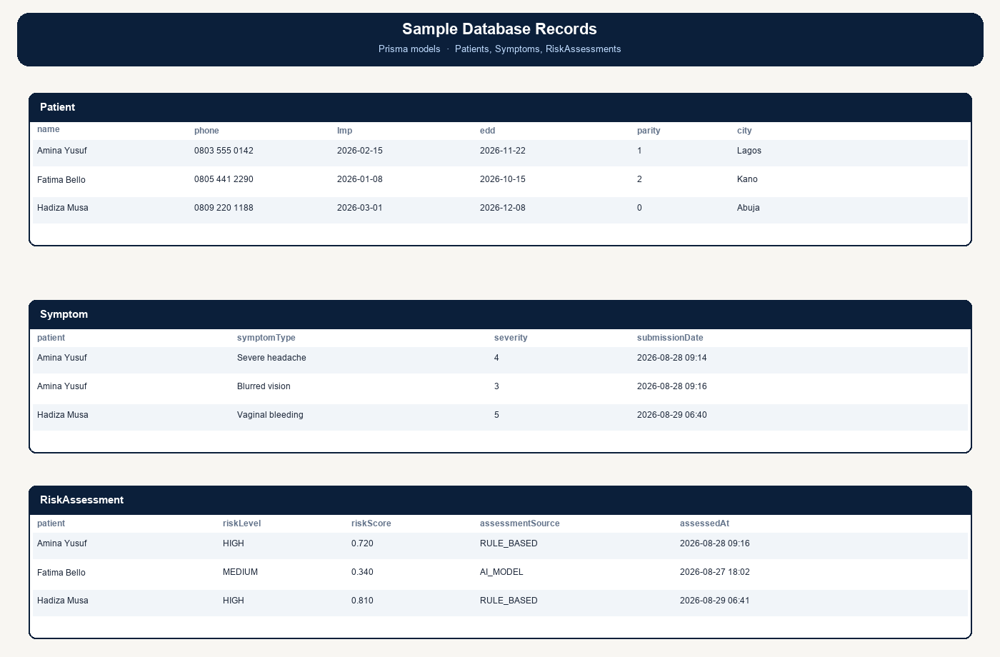 Sample Database Records
Prisma models · Patients, Symptoms, RiskAssessments
Patient
name phone lmp edd parity city
Amina Yusuf 0803 555 0142 2026-02-15 2026-11-22 1 Lagos
Fatima Bello 0805 441 2290 2026-01-08 2026-10-15 2 Kano
Hadiza Musa 0809 220 1188 2026-03-01 2026-12-08 0 Abuja
Symptom
patient symptomType severity submissionDate
Amina Yusuf Severe headache 4 2026-08-28 09:14
Amina Yusuf Blurred vision 3 2026-08-28 09:16
Hadiza Musa Vaginal bleeding 5 2026-08-29 06:40
RiskAssessment
patient riskLevel riskScore assessmentSource assessedAt
Amina Yusuf HIGH 0.720 RULE_BASED 2026-08-28 09:16
Fatima Bello MEDIUM 0.340 AI_MODEL 2026-08-27 18:02
Hadiza Musa HIGH 0.810 RULE_BASED 2026-08-29 06:41